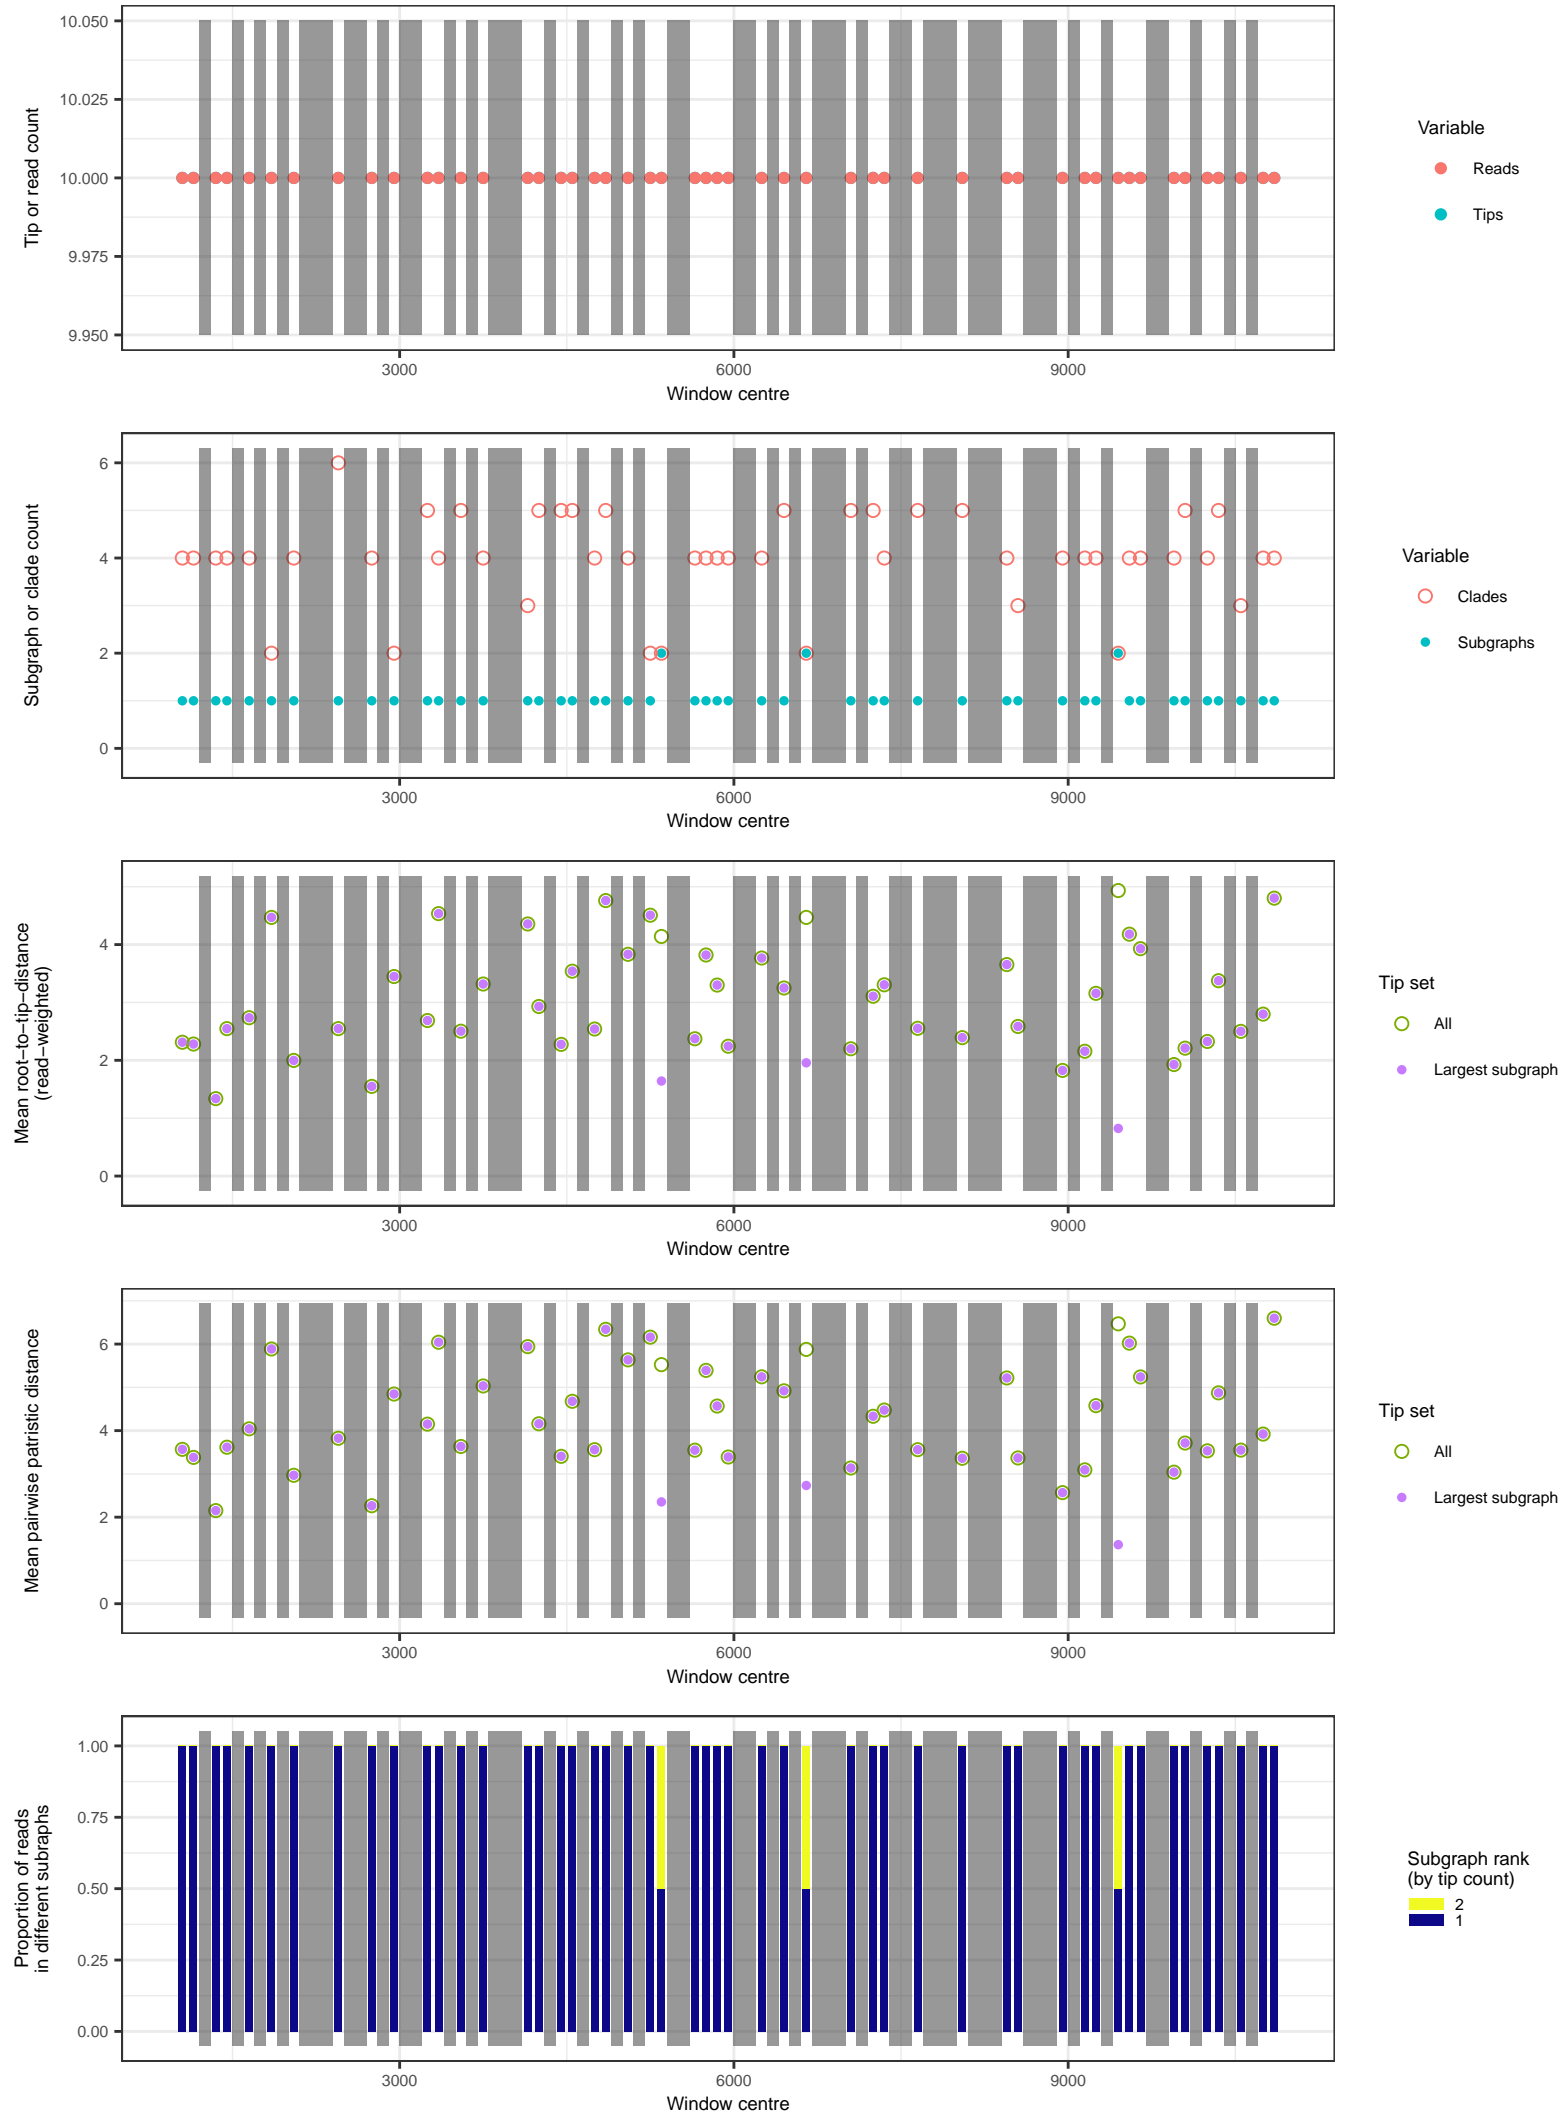 10.050
10.025
10.000
9.975
9.950
Tip or read count
3000 6000 9000
Window centre
Variable
Reads
Tips
6
4
2
0
Subgraph or clade count
3000 6000 9000
Window centre
Variable
Clades
Subgraphs
4
2
0
Mean root−to−tip−distance
(read−weighted)
3000 6000 9000
Window centre
Tip set
All
Largest subgraph
6
4
2
0
Mean pairwise patristic distance
3000 6000 9000
Window centre
Tip set
All
Largest subgraph
1.00
0.75
0.50
0.25
0.00
Proportion of reads
in different subraphs
3000 6000 9000
Window centre
Subgraph rank
(by tip count)
2
1